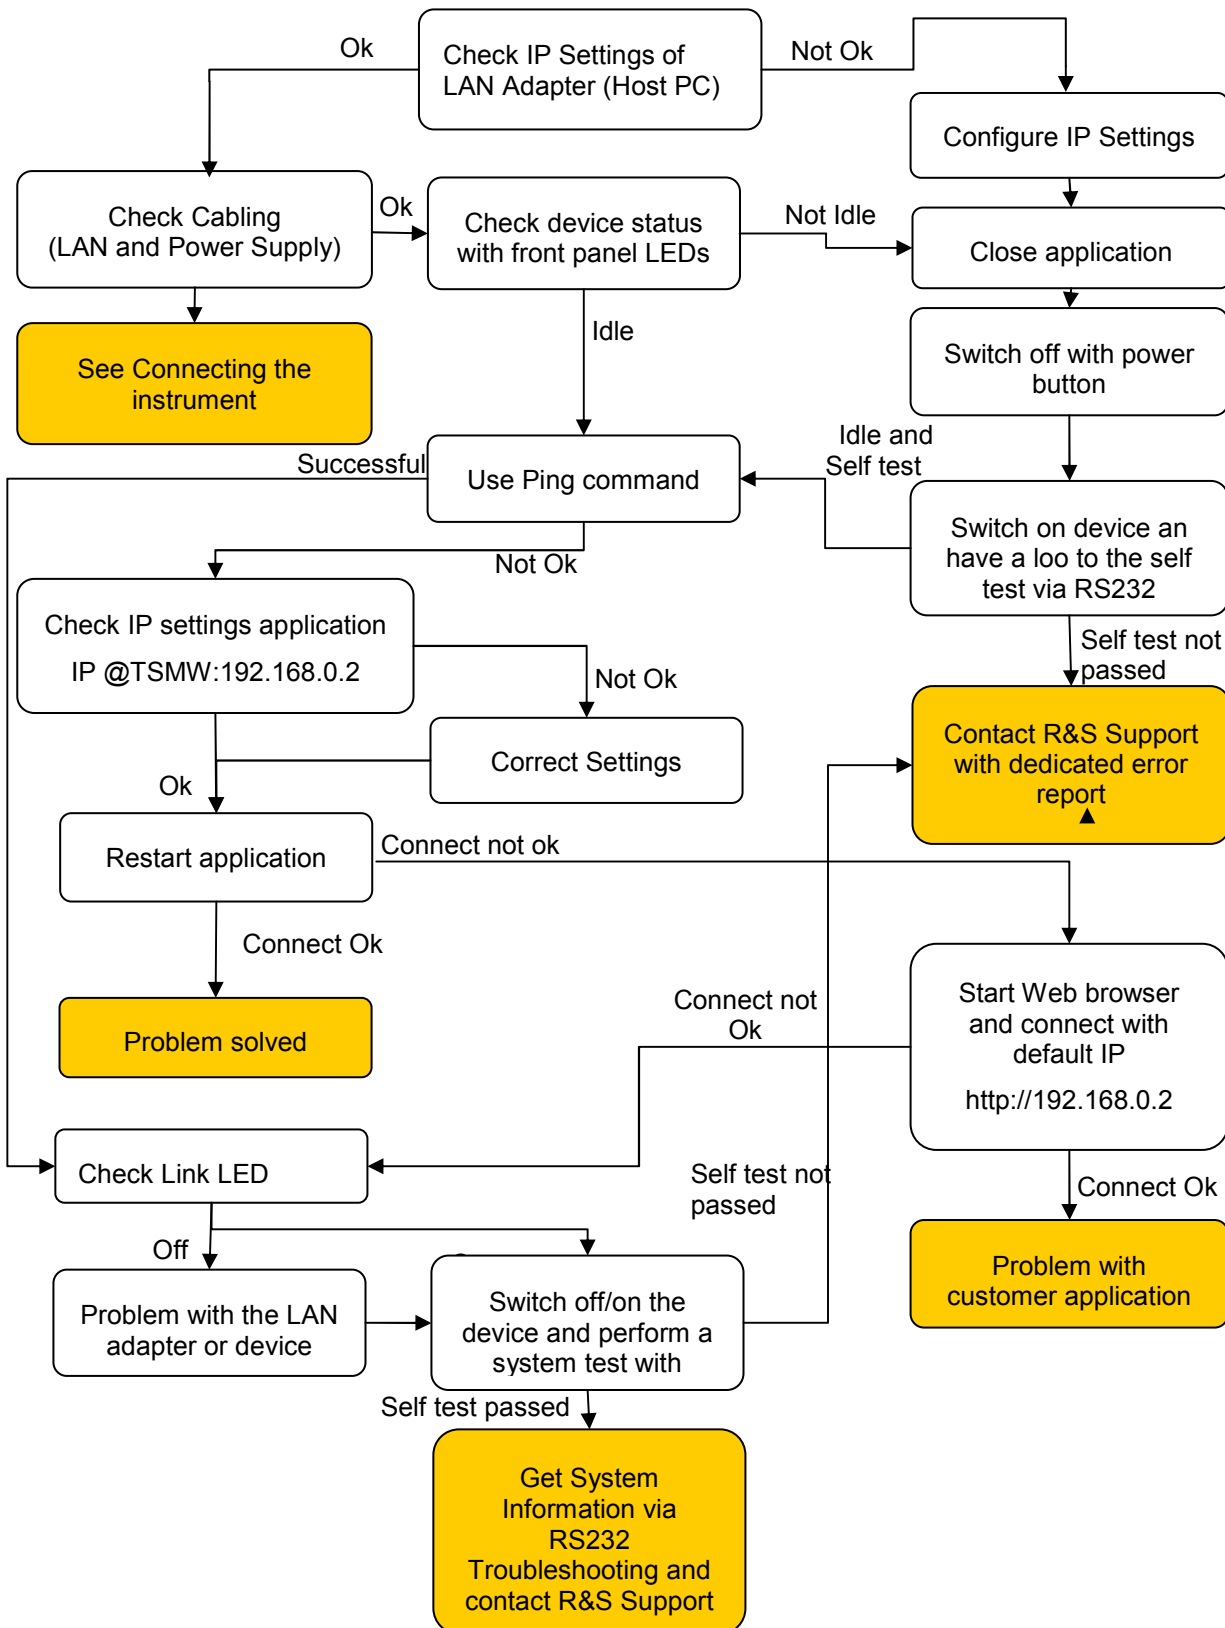 Ok
Check IP Settings of
LAN Adapter (Host PC)
Not Ok
Configure IP Settings
Check Cabling
(LAN and Power Supply)
Ok
Check device status
with front panel LEDs
Not Idle
Close application
See Connecting the
instrument
Idle
Switch off with power
button
Successful
Use Ping command
Idle and
Self test
Switch on device an
have a loo to the self
test via RS232
Not Ok
Check IP settings application
IP @TSMW:192.168.0.2
Not Ok
Self test not
passed
Correct Settings
Contact R&S Support
with dedicated error
report
Ok
Restart application
Connect not ok
Connect Ok
Start Web browser
and connect with
default IP
http://192.168.0.2
Connect not
Ok
Problem solved
Check Link LED
Self test not
passed
Connect Ok
Off
Problem with the LAN
adapter or device
Switch off/on the
device and perform a
system test with
Problem with
customer application
Self test passed
Get System
Information via
RS232
Troubleshooting and
contact R&S Support